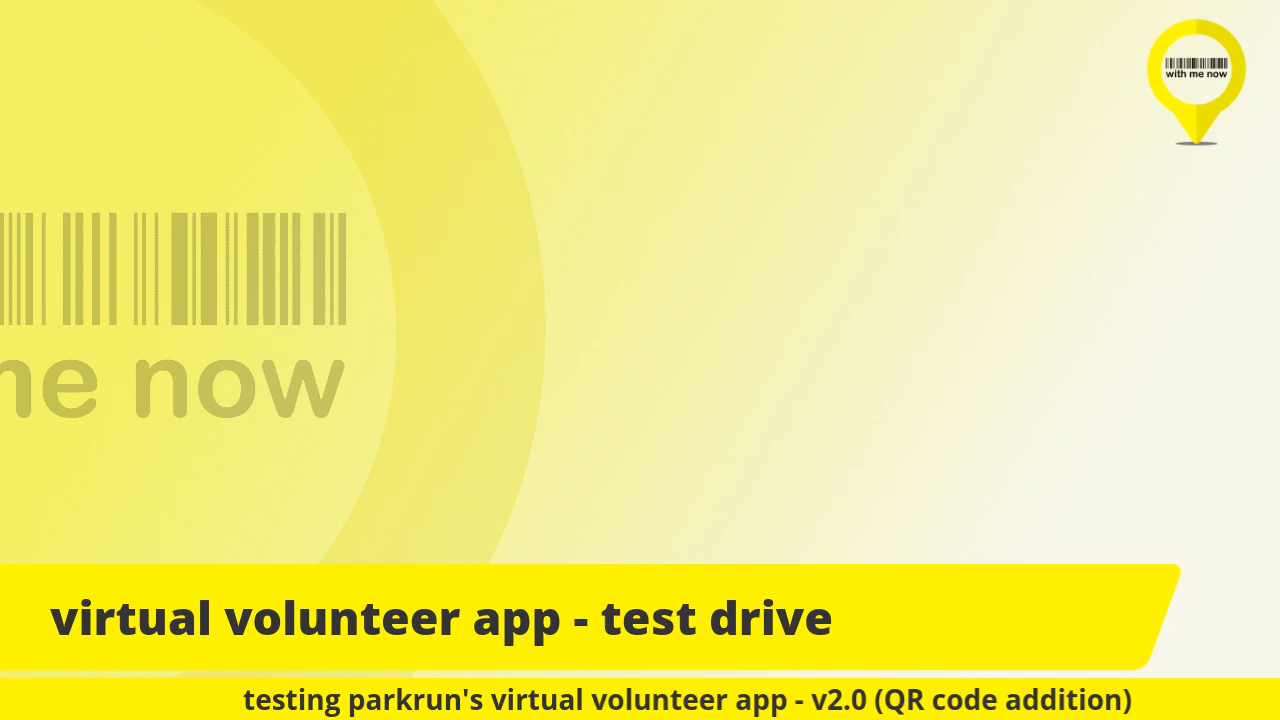 with me now
me now
virtual volunteer app - test drive
testing parkrun's virtual volunteer app - v2.0 (QR code addition)